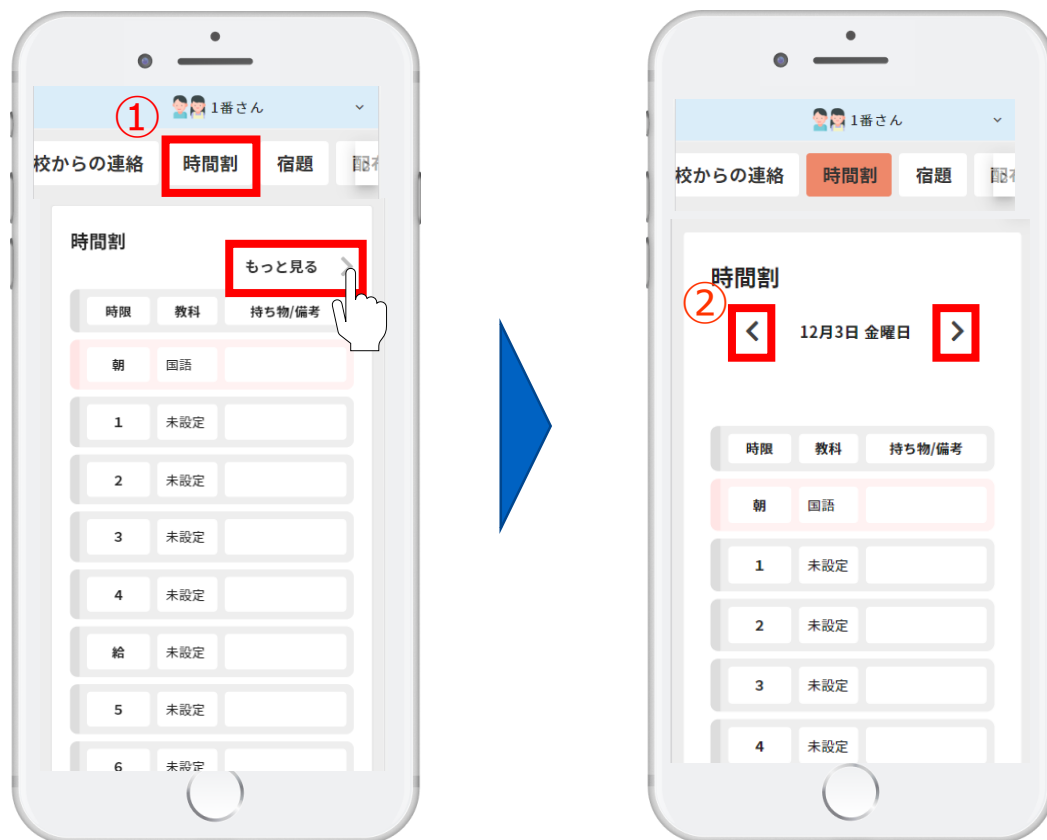 1番さん
①
校からの連絡 時間割 宿題 配布
時間割
もっと見る
時限 教科 持ち物/備考
朝 国語
1 未設定
2 未設定
3 未設定
4 未設定
給 未設定
5 未設定
6 未設定
1番さん
校からの連絡 時間割 宿題 配布
時間割
②
12月3日 金曜日
時限 教科 持ち物/備考
朝 国語
1 未設定
2 未設定
3 未設定
4 未設定